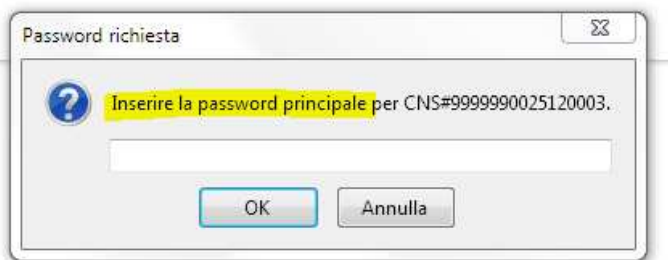 Password richiesta
Inserire la password principale per CNS#9999990025120003.
OK
Annulla